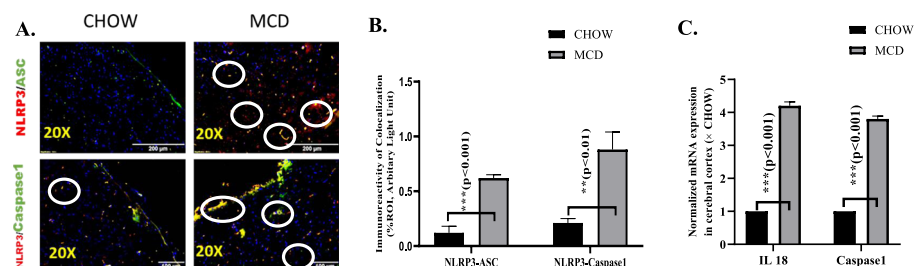 A.
CHOW
MCD
NLRP3/ASC
20X
200 μm
20X
200 μm
NLRP3/Caspase1
20X
20X
B.
CHOW
MCD
Immunoreactivity of Colocalization
(%ROI, Arbitary Light Unit)
1.5
1.0
0.5
0.0
***(p<0.001)
**(p<0.01)
NLRP3-ASC
NLRP3-Caspase1
C.
CHOW
MCD
Normalized mRNA expression
in cerebral cortex (× CHOW)
5
4
3
2
1
0
***(p<0.001)
***(p<0.001)
IL 18
Caspase1